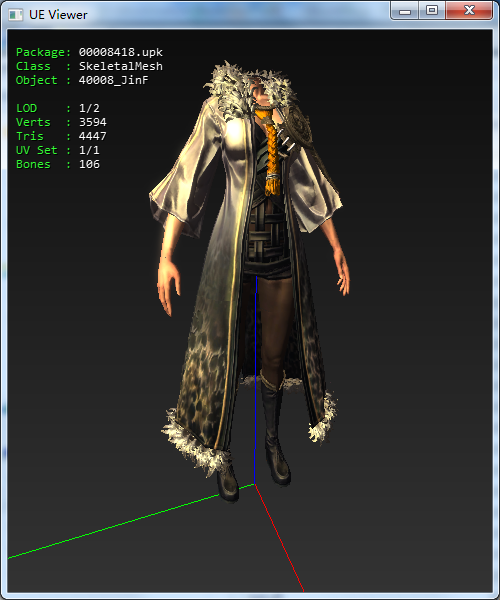 UE Viewer
Package: 00008418.upk
Class : SkeletalMesh
Object : 40008_JinF
LOD : 1/2
Verts : 3594
Tris : 4447
UV Set : 1/1
Bones : 106